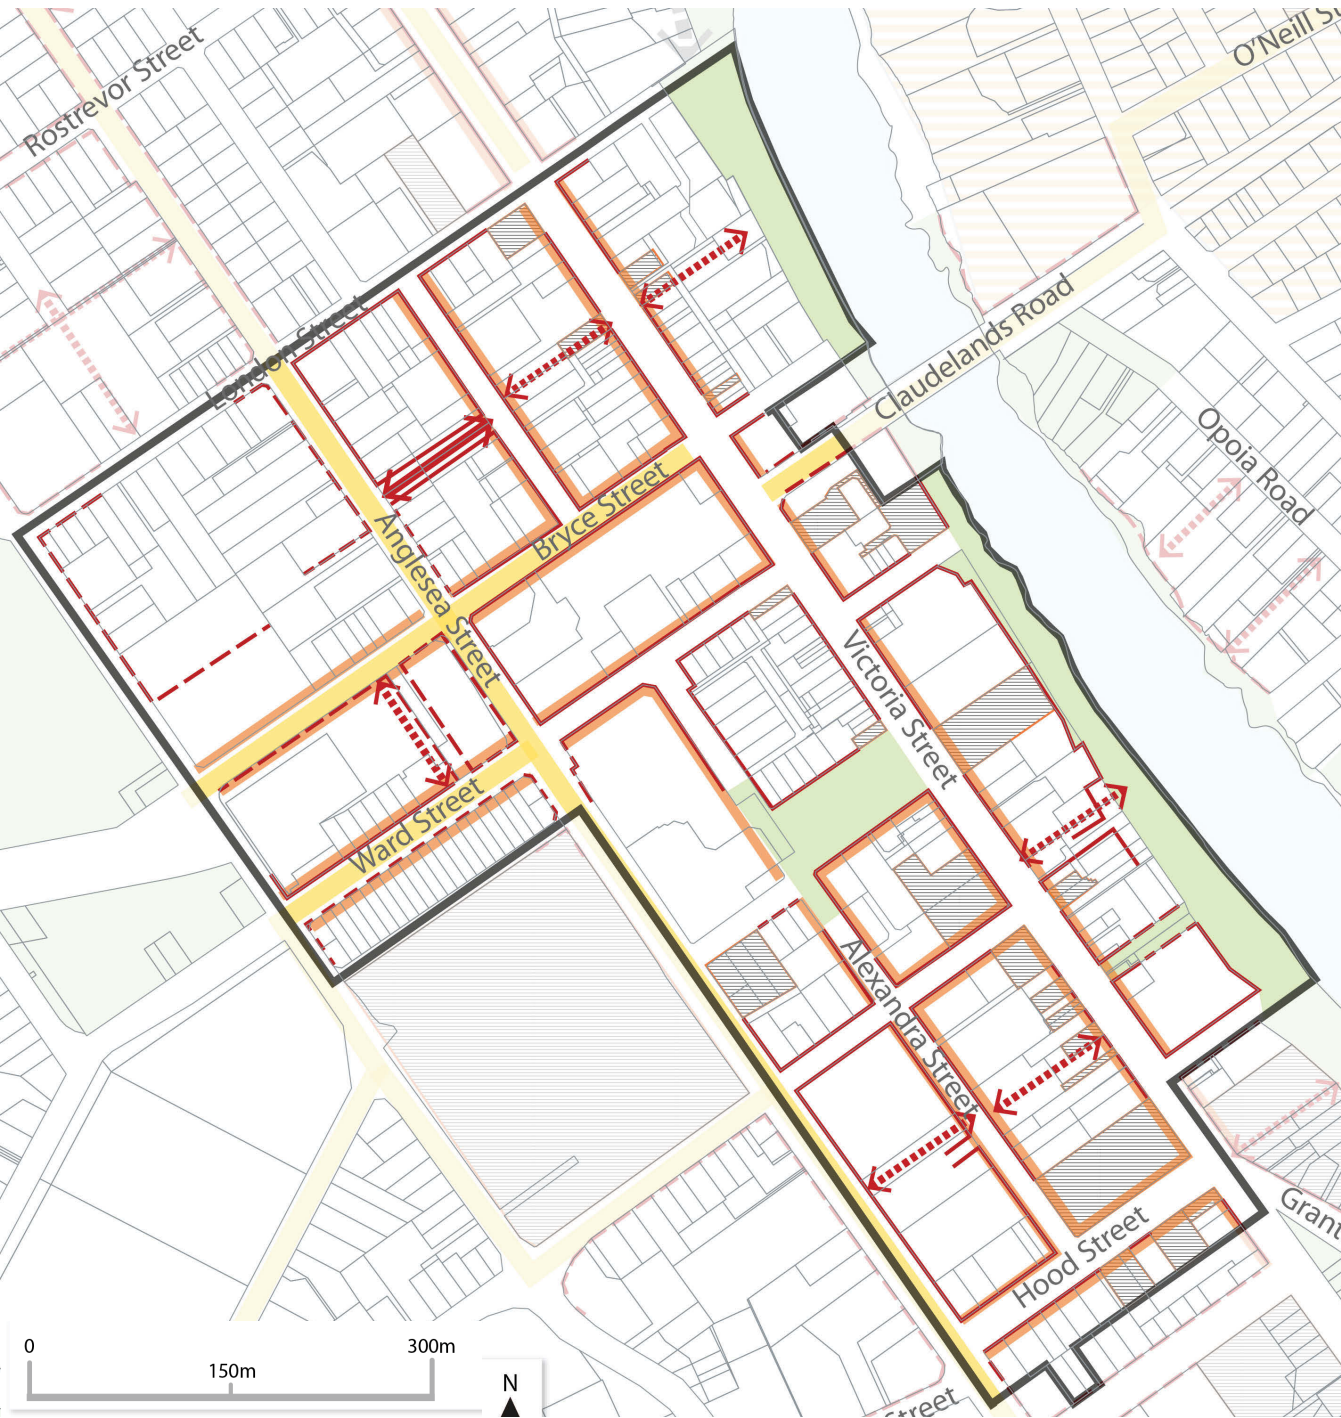 O'Neill S
Rostrevor Street
Claudelands Road
London Street
Opoia Road
Bryce Street
Anglesea Street
Victoria Street
Ward Street
Alexandra Street
Grant
Hood Street
0
300m
150m
N
Street